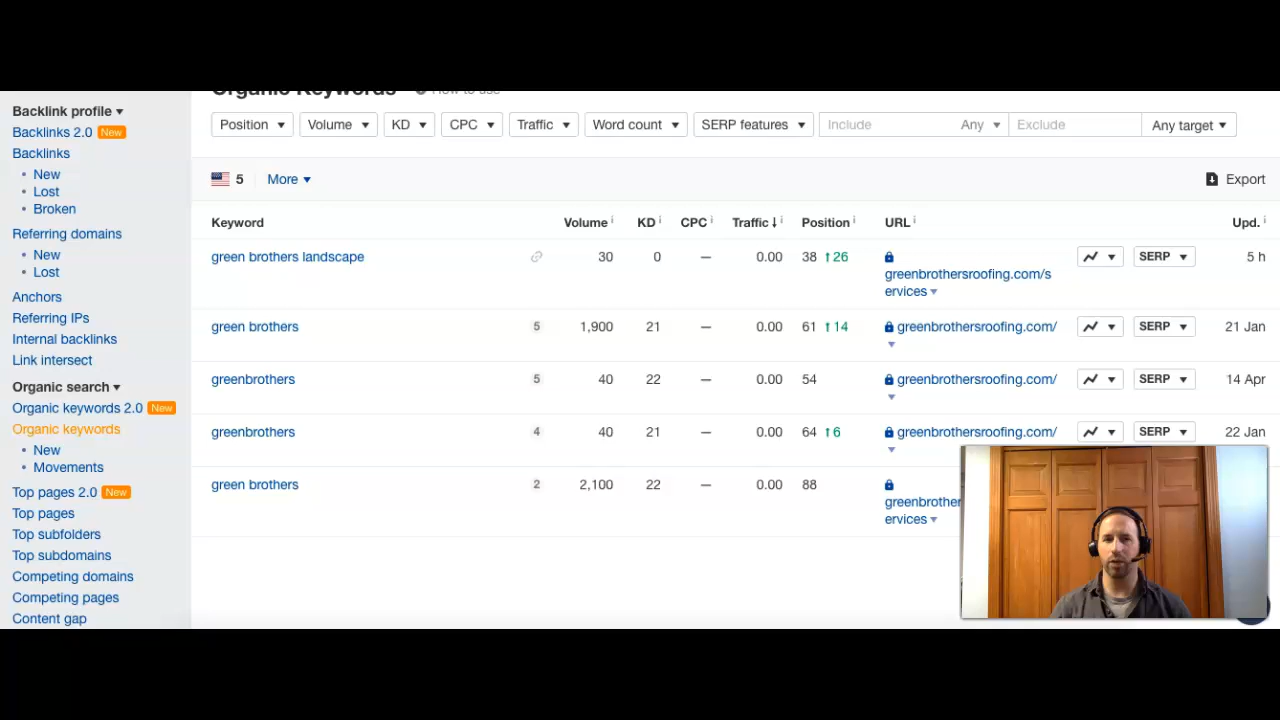 Organic Keywords How to use
Backlink profile
Backlinks 2.0 New
Backlinks
• New
• Lost
• Broken
Referring domains
• New
• Lost
Anchors
Referring IPs
Internal backlinks
Link intersect
Organic search
Organic keywords 2.0 New
Organic keywords
• New
• Movements
Top pages 2.0 New
Top pages
Top subfolders
Top subdomains
Competing domains
Competing pages
Content gap
Position Volume KD CPC Traffic Word count SERP features Include Any Exclude Any target
5 More Export
Keyword Volume i KD i CPC i Traffic ↓ i Position i URL i Upd. i
green brothers landscape 30 0 — 0.00 38 ↑26 greenbrothersroofing.com/s SERP 5 h
ervices
green brothers 5 1,900 21 — 0.00 61 ↑14 greenbrothersroofing.com/ SERP 21 Jan
greenbrothers 5 40 22 — 0.00 54 greenbrothersroofing.com/ SERP 14 Apr
greenbrothers 4 40 21 — 0.00 64 ↑6 greenbrothersroofing.com/ SERP 22 Jan
green brothers 2 2,100 22 — 0.00 88 greenbrother
ervices